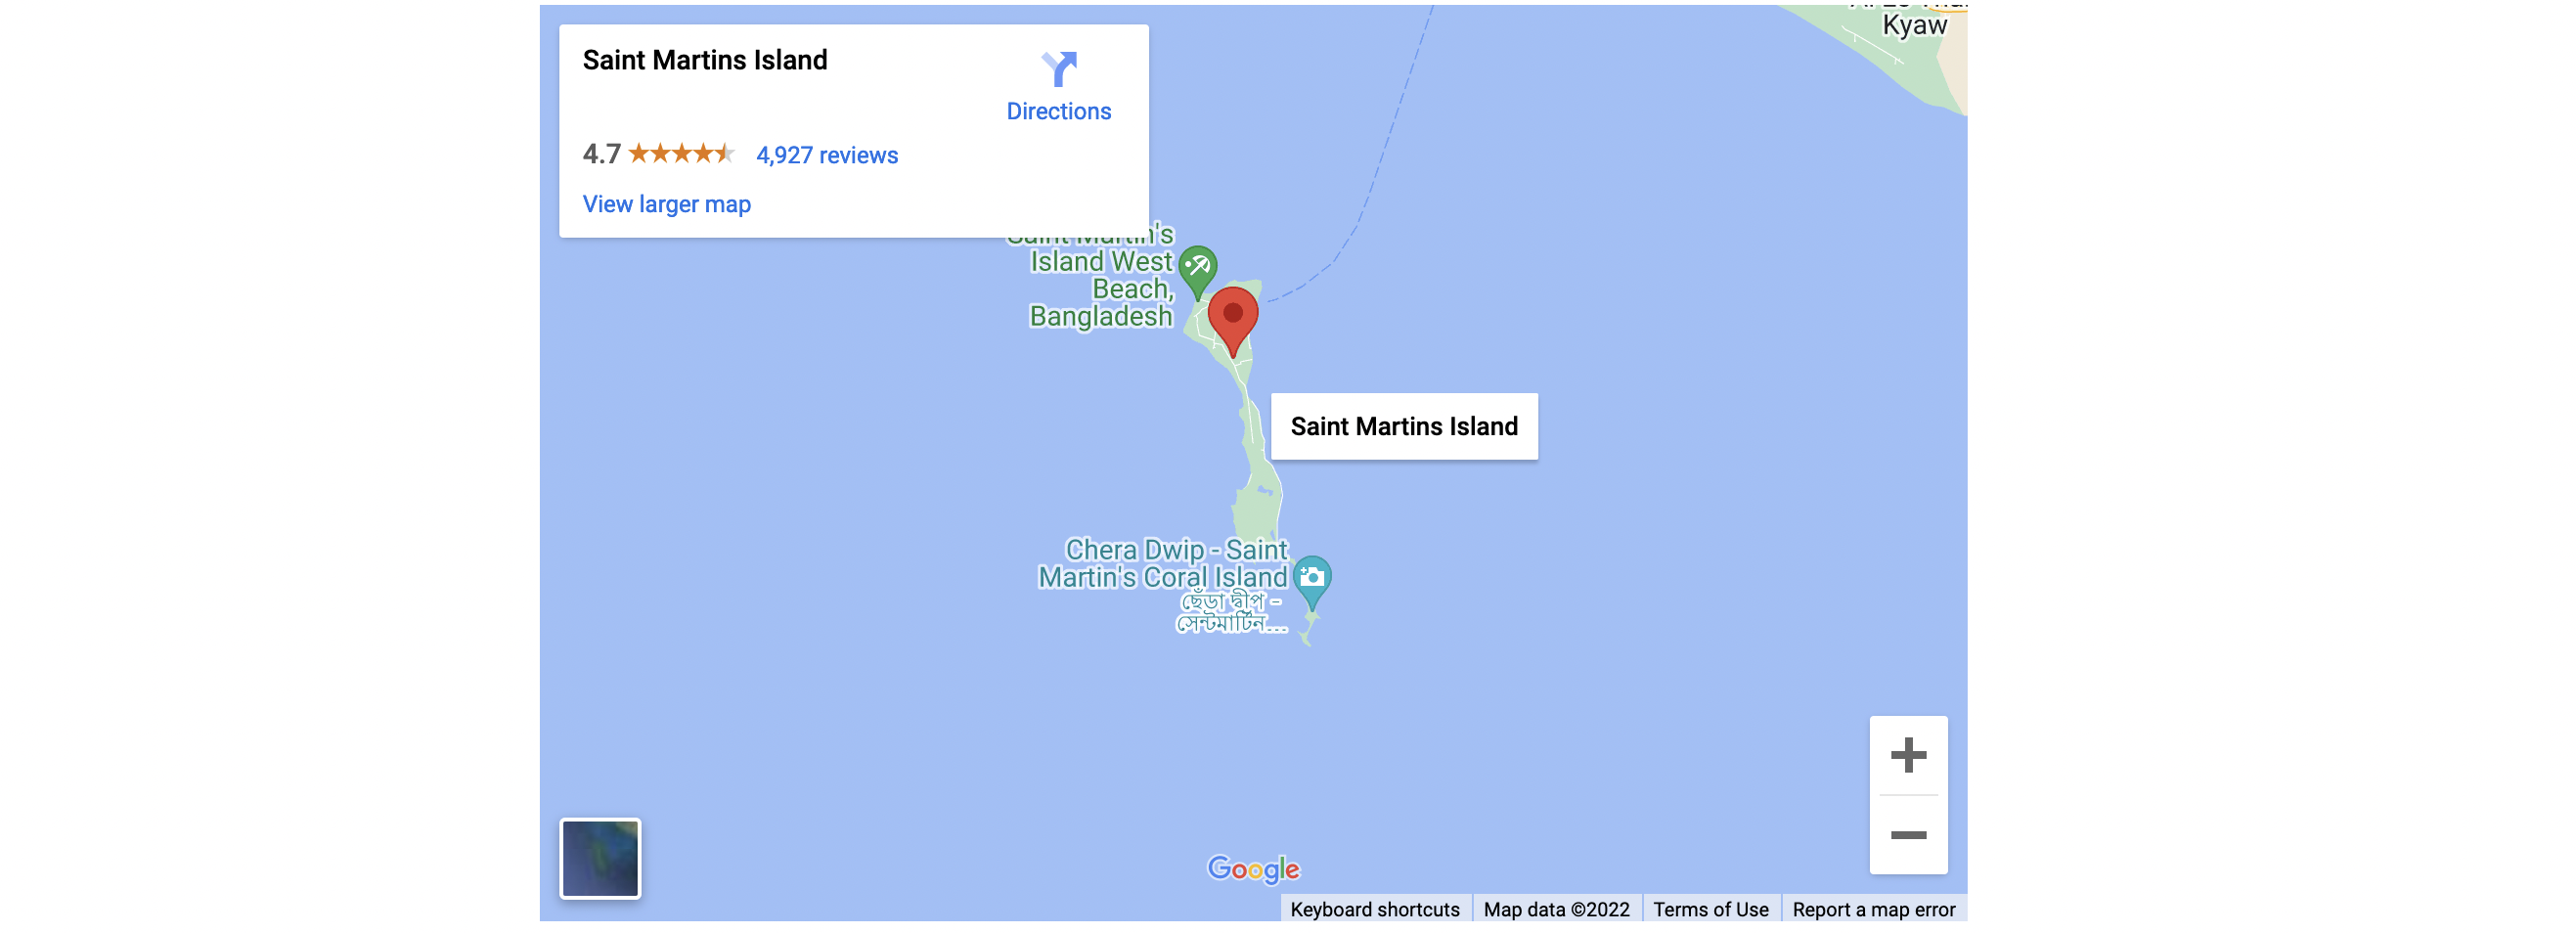 Kyaw
Saint Martins Island
Directions
4.7
4,927 reviews
View larger map
Saint Martin's
Island West
Beach,
Bangladesh
Saint Martins Island
Chera Dwip - Saint
Martin's Coral Island
ছেঁড়া দ্বীপ -
সেন্টমার্টিন...
Google
Keyboard shortcuts
Map data ©2022
Terms of Use
Report a map error